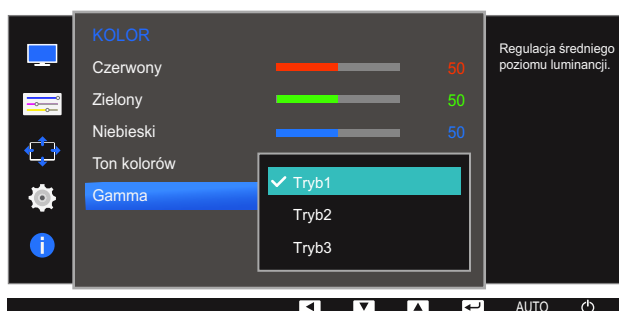 KOLOR
Czerwony 50
Zielony 50
Niebieski 50
Ton kolorów
Gamma
Tryb1
Tryb2
Tryb3
Regulacja średniego
poziomu luminancji.
AUTO